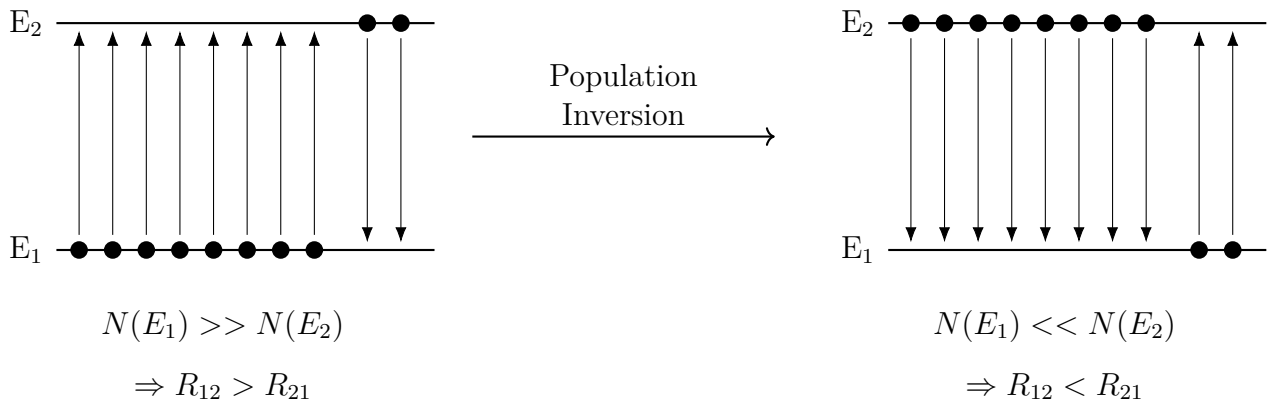 E₂
E₁
N(E₁) >> N(E₂)
⇒ R₁₂ > R₂₁
Population
Inversion
E₂
E₁
N(E₁) << N(E₂)
⇒ R₁₂ < R₂₁